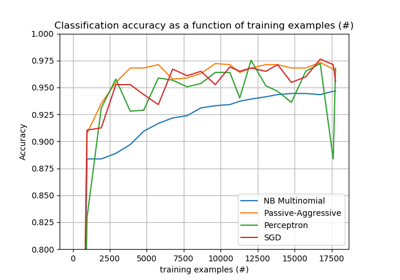 Classification accuracy as a function of training examples (#)
1.000
0.975
0.950
0.925
0.900
0.875
0.850
0.825
0.800
Accuracy
NB Multinomial
Passive-Aggressive
Perceptron
SGD
0 2500 5000 7500 10000 12500 15000 17500
training examples (#)